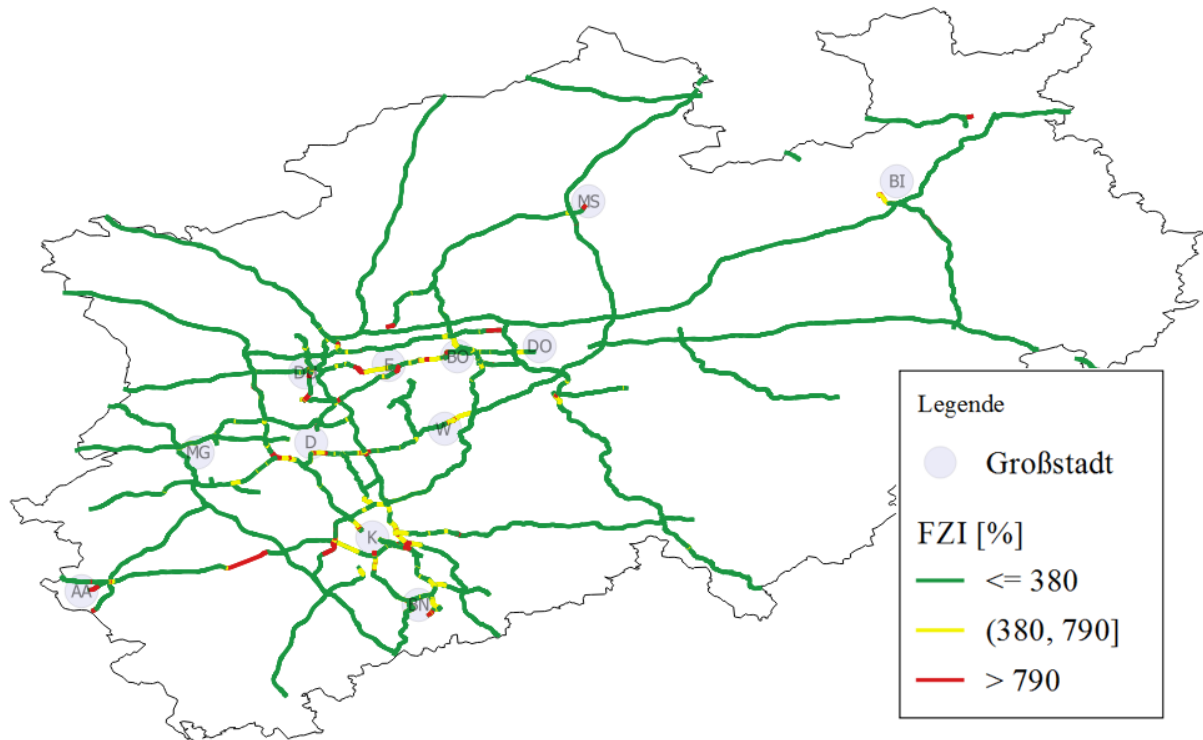 BI
MS
DO
BO
E
DU
W
D
MG
K
AA
BN
Legende
Großstadt
FZI [%]
<= 380
(380, 790]
> 790